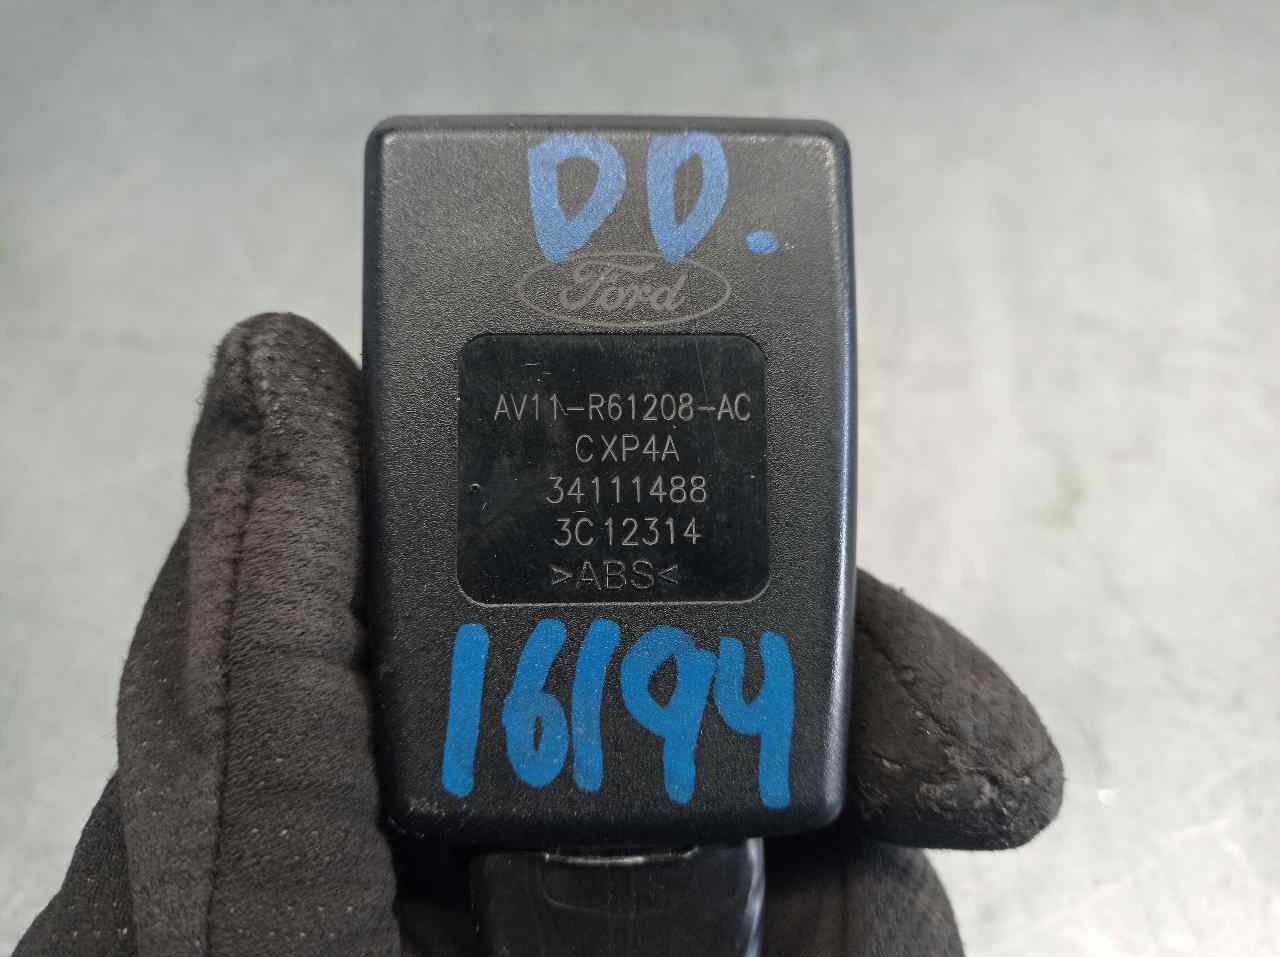 DD.
Ford
AV11-R61208-AC
CXP4A
34111488
3C12314
>ABS<
16194